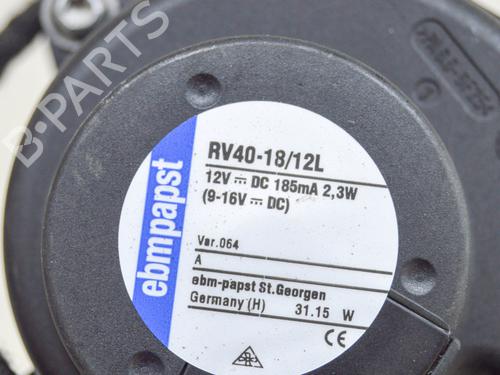 B-PARTS
ebmpapst
RV40-18/12L
12V ⎓ DC 185mA 2,3W
(9-16V ⎓ DC)
Var.064
A
ebm-papst St.Georgen
Germany (H) 31.15 W
CE